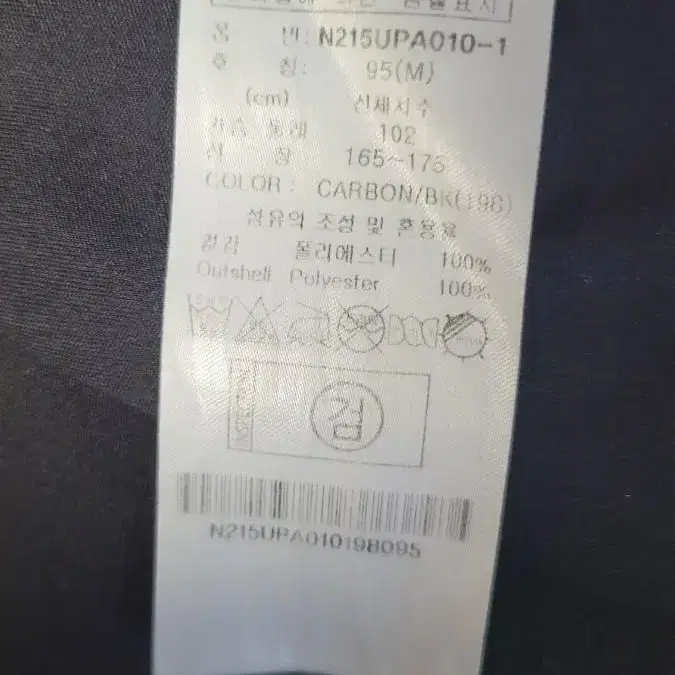 품 번: N215UPA010-1
호 칭: 95(M)
(cm) 신체치수
가슴둘레 102
신 장 165~175
COLOR: CARBON/BK(198)
섬유의 조성 및 혼용율
겉감 폴리에스터 100%
Outshell Polyester 100%
INSPECTION
검
N215UPA010198095